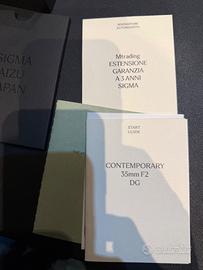 SIGMA
AIZU
JAPAN
Mtrading
ESTENSIONE
GARANZIA
A 3 ANNI
SIGMA
START
GUIDE
CONTEMPORARY
35mm F2
DG